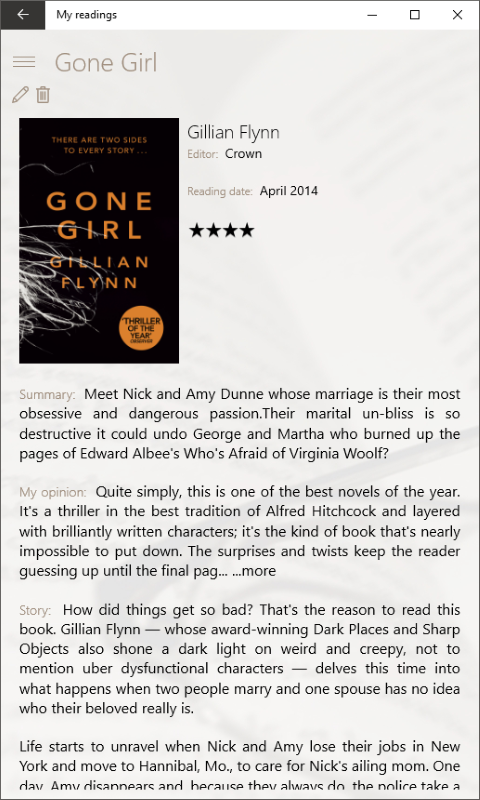 My readings
Gone Girl
THERE ARE TWO SIDES
TO EVERY STORY...
GONE
GIRL
GILLIAN
FLYNN
'THRILLER
OF THE
YEAR'
OBSERVER
Gillian Flynn
Editor: Crown
Reading date: April 2014
★★★★
Summary: Meet Nick and Amy Dunne whose marriage is their most
obsessive and dangerous passion.Their marital un-bliss is so
destructive it could undo George and Martha who burned up the
pages of Edward Albee's Who's Afraid of Virginia Woolf?
My opinion: Quite simply, this is one of the best novels of the year.
It's a thriller in the best tradition of Alfred Hitchcock and layered
with brilliantly written characters; it's the kind of book that's nearly
impossible to put down. The surprises and twists keep the reader
guessing up until the final pag... ...more
Story: How did things get so bad? That's the reason to read this
book. Gillian Flynn — whose award-winning Dark Places and Sharp
Objects also shone a dark light on weird and creepy, not to
mention uber dysfunctional characters — delves this time into
what happens when two people marry and one spouse has no idea
who their beloved really is.
Life starts to unravel when Nick and Amy lose their jobs in New
York and move to Hannibal, Mo., to care for Nick's ailing mom. One
day, Amy disappears and, because they always do, the police take a